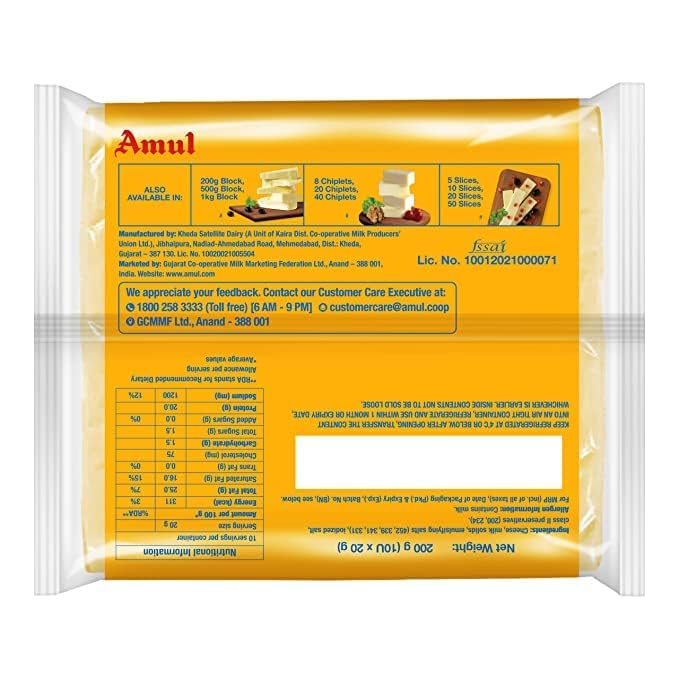 Amul
ALSO
AVAILABLE IN:
200g Block,
500g Block,
1kg Block
8 Chiplets,
20 Chiplets,
40 Chiplets
5 Slices,
10 Slices,
20 Slices,
50 Slices
Manufactured by: Kheda Satellite Dairy (A Unit of Kaira Dist. Co-operative Milk Producers'
Union Ltd.), Jibhaipura, Nadiad-Ahmedabad Road, Mehmedabad, Dist.: Kheda,
Gujarat – 387 130. Lic. No. 10020021005504
Marketed by: Gujarat Co-operative Milk Marketing Federation Ltd., Anand – 388 001,
India. Website: www.amul.com
fssai
Lic. No. 10012021000071
We appreciate your feedback. Contact our Customer Care Executive at:
1800 258 3333 (Toll free) [6 AM - 9 PM] customercare@amul.coop
GCMMF Ltd., Anand - 388 001
Net Weight: 200 g (10U x 20 g)
Ingredients: Cheese, milk solids, emulsifying salts (452, 339, 341, 331), iodized salt,
class preservatives (200, 234)
Allergen Information: Milk contains
For MRP (incl. of all taxes), Date of Packaging (Pkd.) & Expiry (Exp.), Batch No. (BN), see below.
KEEP REFRIGERATED AT 4°C OR BELOW. AFTER OPENING, TRANSFER THE CONTENT
INTO AIR TIGHT CONTAINER, REFRIGERATE AND USE WITHIN 1 MONTH OR EXPIRY DATE,
WHICHEVER IS EARLIER. INSIDE CONTENTS NOT TO BE SOLD LOOSE.
Nutritional Information
10 servings per container
Serving size 20 g
Amount per 100 g* %RDA**
Energy (kcal) 311 3%
Total Fat (g) 25.0 7%
Saturated Fat (g) 16.0 15%
Trans Fat (g) 0.0 0%
Cholesterol (mg) 75
Carbohydrate (g) 1.5
Total Sugars (g) 1.5
Added Sugars (g) 0.0 0%
Protein (g) 20.0
Sodium (mg) 1200 12%
**RDA stands for Recommended Dietary
Allowance per serving
*Average values